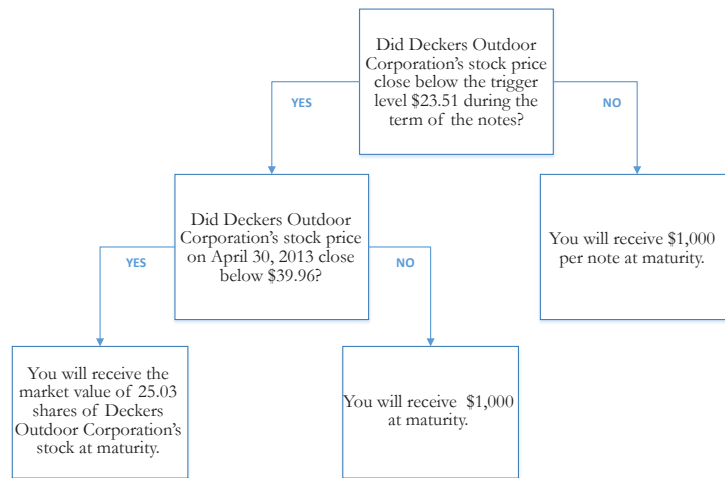 Did Deckers Outdoor
Corporation's stock price
close below the trigger
level $23.51 during the
term of the notes?
YES
NO
Did Deckers Outdoor
Corporation's stock price
on April 30, 2013 close
below $39.96?
You will receive $1,000
per note at maturity.
YES
NO
You will receive the
market value of 25.03
shares of Deckers
Outdoor Corporation's
stock at maturity.
You will receive $1,000
at maturity.